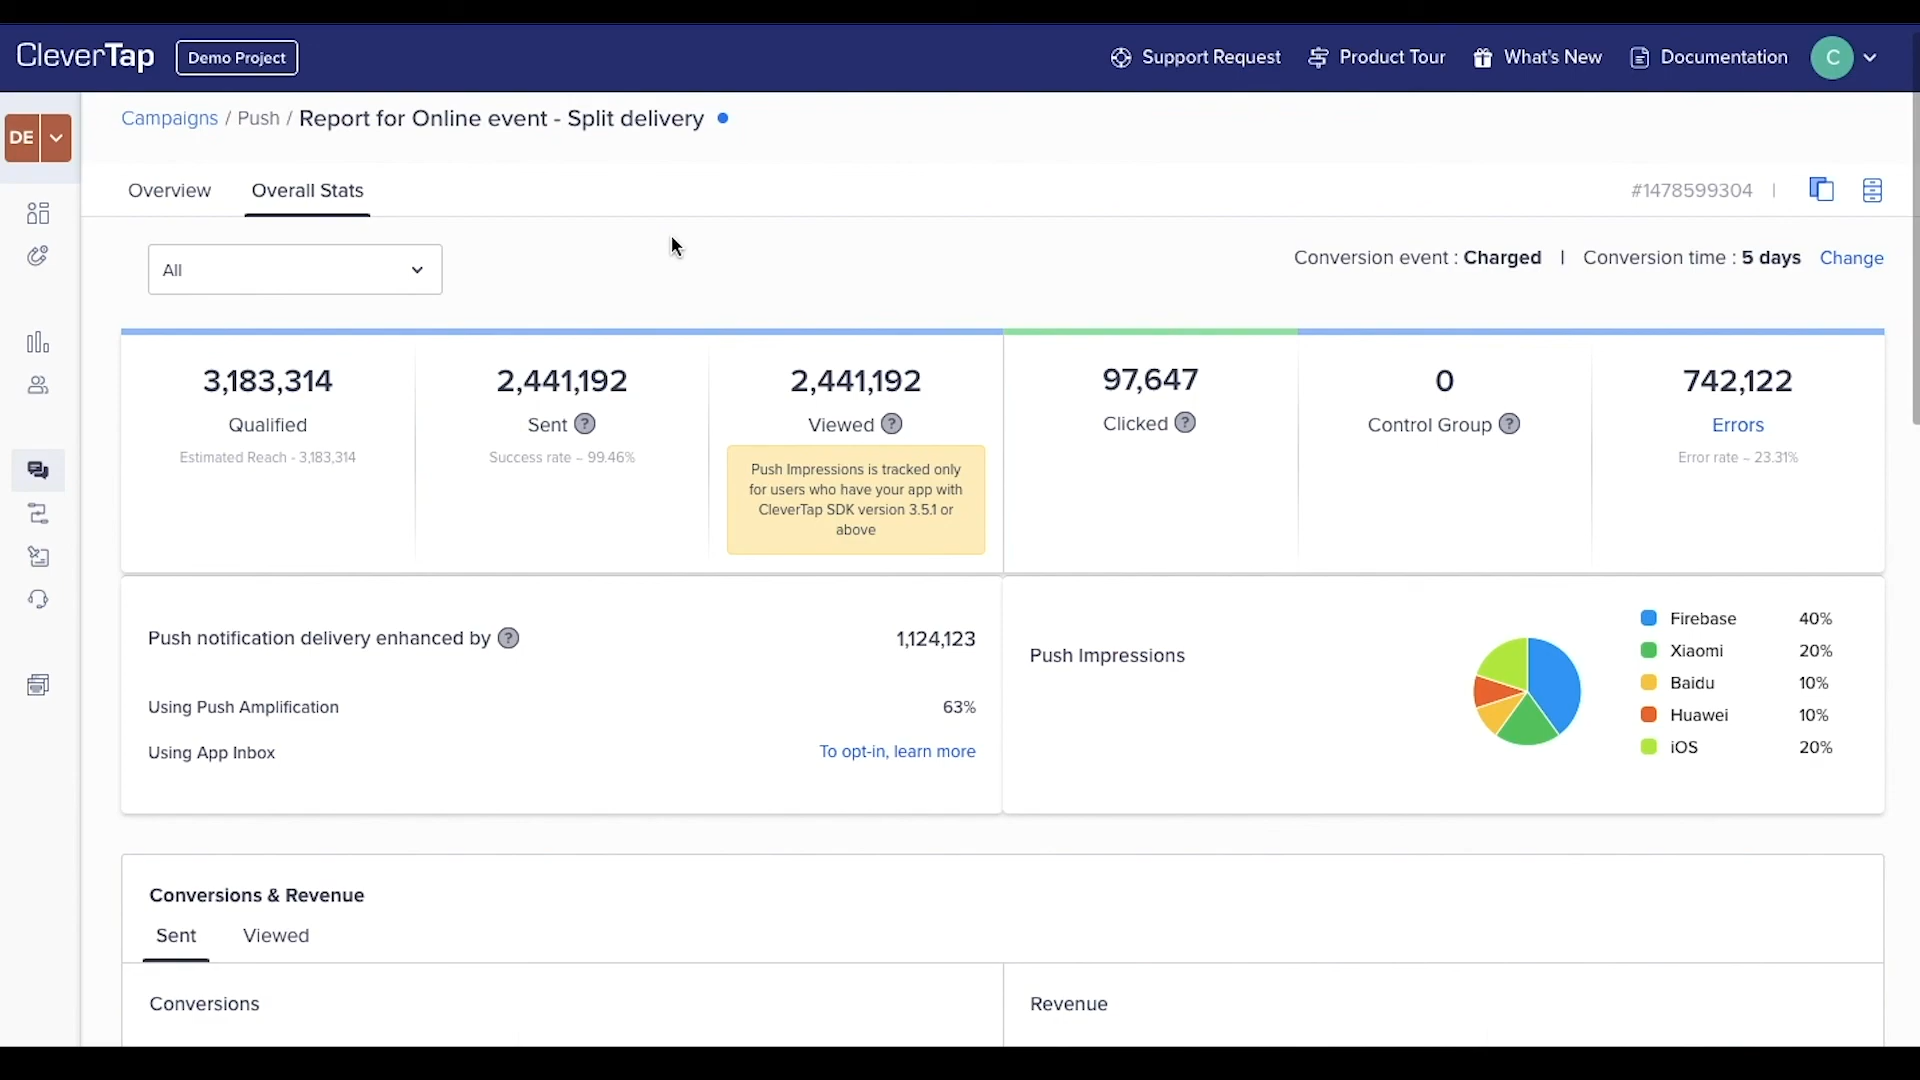 CleverTap
Demo Project
Support Request
Product Tour
What's New
Documentation
C
DE
Campaigns / Push / Report for Online event - Split delivery
Overview
Overall Stats
#1478599304
All
Conversion event : Charged | Conversion time : 5 days Change
3,183,314
Qualified
Estimated Reach - 3,183,314
2,441,192
Sent ?
Success rate – 99.46%
2,441,192
Viewed ?
Push Impressions is tracked only
for users who have your app with
CleverTap SDK version 3.5.1 or
above
97,647
Clicked ?
0
Control Group ?
742,122
Errors
Error rate – 23.31%
Push notification delivery enhanced by ? 1,124,123
Using Push Amplification 63%
Using App Inbox To opt-in, learn more
Push Impressions
Firebase 40%
Xiaomi 20%
Baidu 10%
Huawei 10%
iOS 20%
Conversions & Revenue
Sent
Viewed
Conversions
Revenue